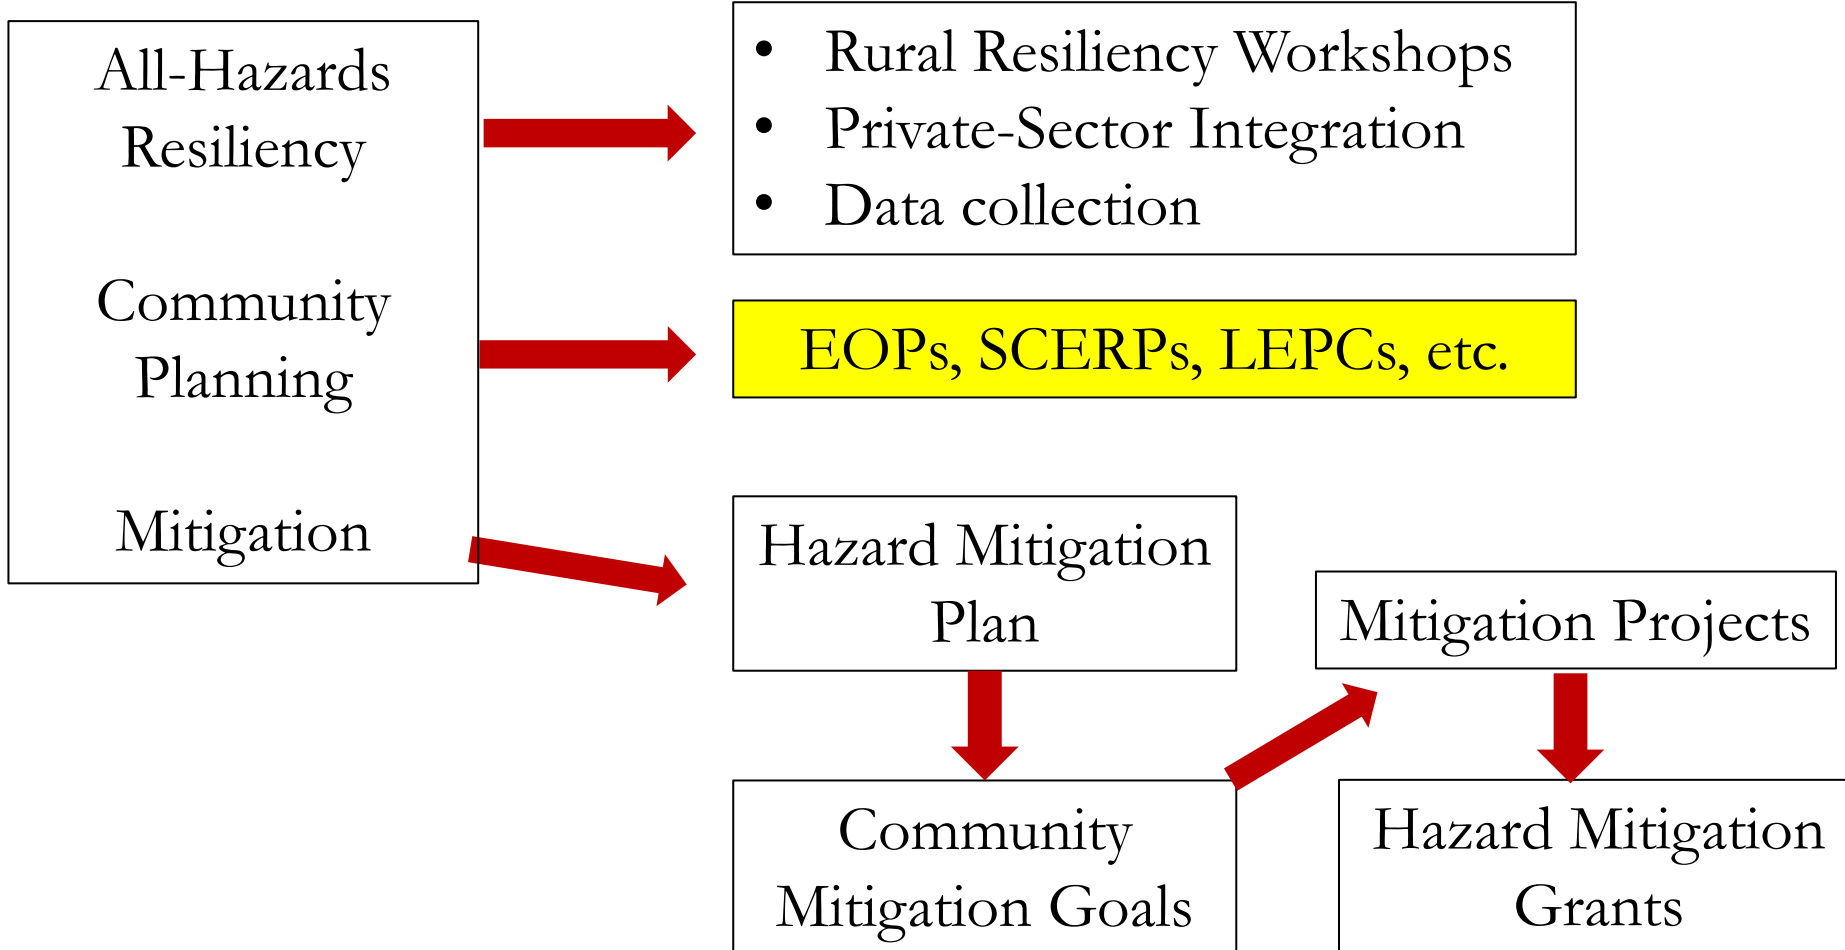 All-Hazards
Resiliency
Community
Planning
Mitigation
• Rural Resiliency Workshops
• Private-Sector Integration
• Data collection
EOPs, SCERPs, LEPCs, etc.
Hazard Mitigation
Plan
Mitigation Projects
Community
Mitigation Goals
Hazard Mitigation
Grants